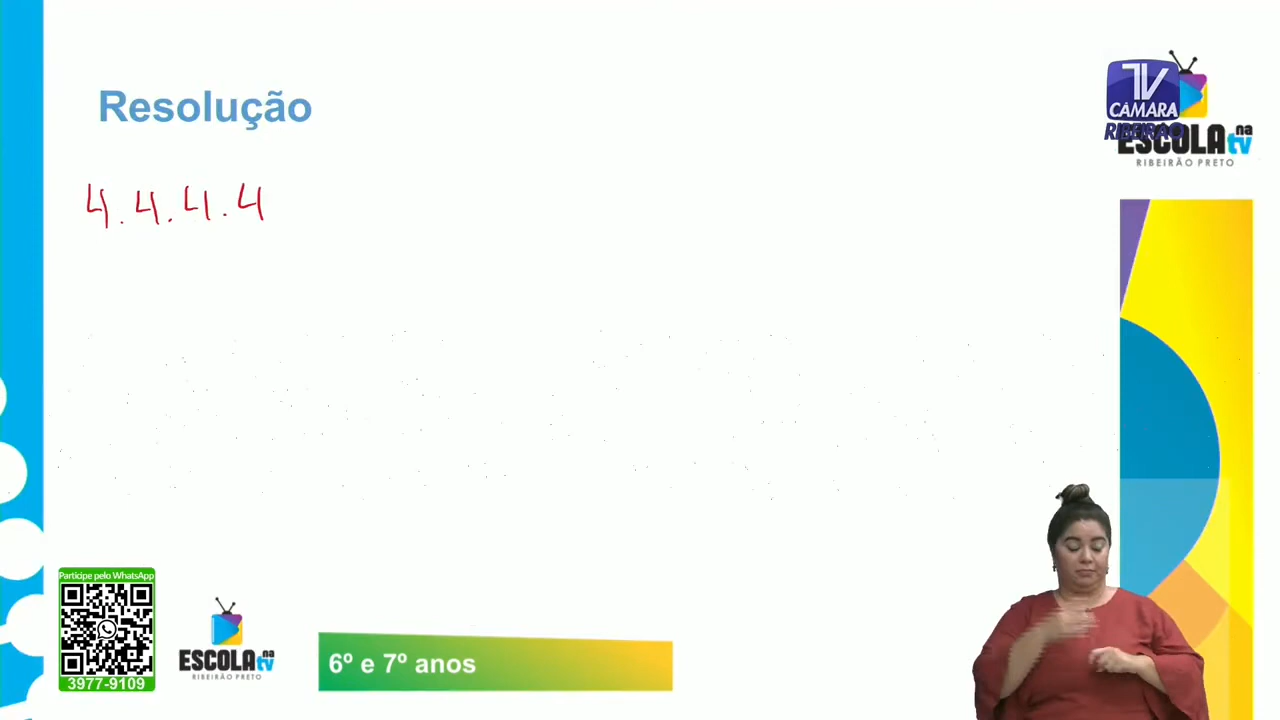 Resolução
TV
CÂMARA
RIBEIRÃO
ESCOLA na tv
RIBEIRÃO PRETO
4.4.4.4
Participe pelo WhatsApp
3977-9109
ESCOLA na tv
RIBEIRÃO PRETO
6º e 7º anos